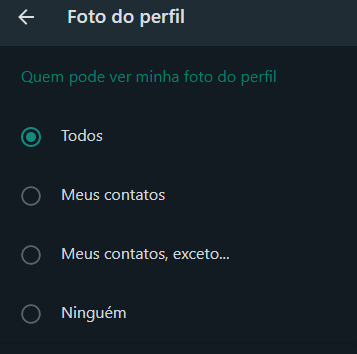 Foto do perfil
Quem pode ver minha foto do perfil
Todos
Meus contatos
Meus contatos, exceto...
Ninguém